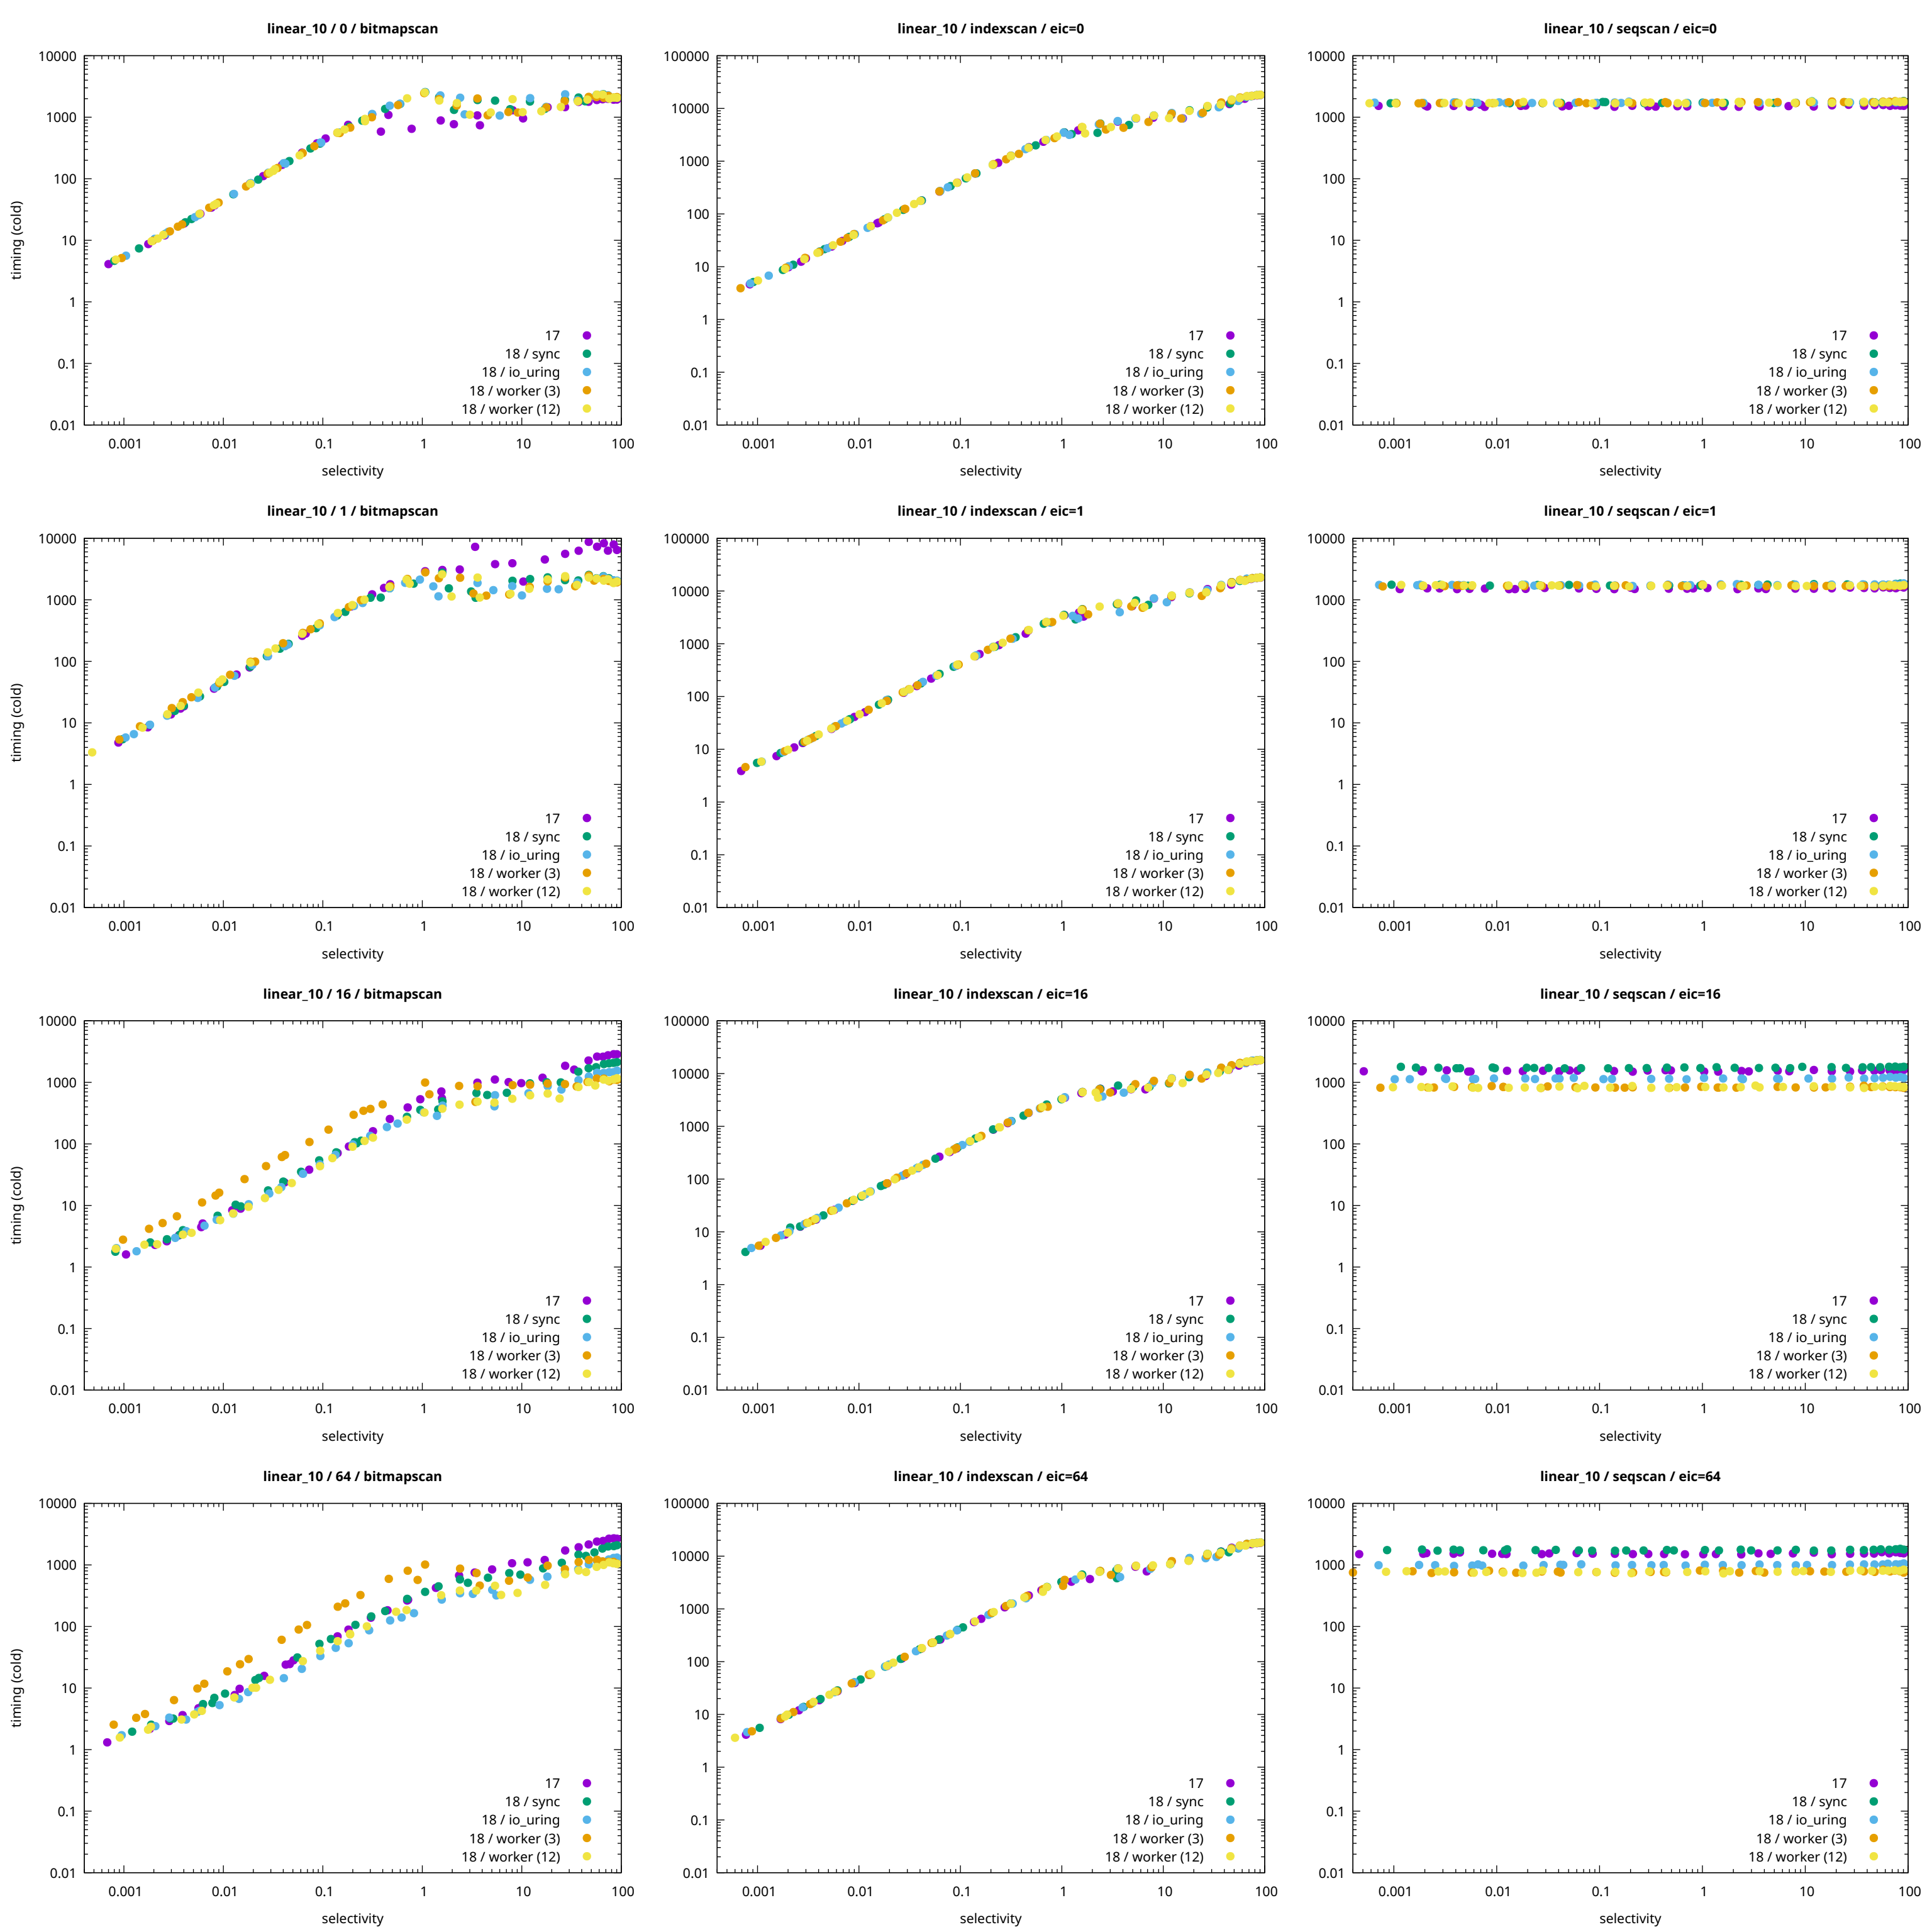 linear_10 / 0 / bitmapscan
10000
1000
100
10
1
0.1
0.01
timing (cold)
17
18 / sync
18 / io_uring
18 / worker (3)
18 / worker (12)
0.001 0.01 0.1 1 10 100
selectivity
linear_10 / indexscan / eic=0
100000
10000
1000
100
10
1
0.1
0.01
17
18 / sync
18 / io_uring
18 / worker (3)
18 / worker (12)
0.001 0.01 0.1 1 10 100
selectivity
linear_10 / seqscan / eic=0
10000
1000
100
10
1
0.1
0.01
17
18 / sync
18 / io_uring
18 / worker (3)
18 / worker (12)
0.001 0.01 0.1 1 10 100
selectivity
linear_10 / 1 / bitmapscan
10000
1000
100
10
1
0.1
0.01
timing (cold)
17
18 / sync
18 / io_uring
18 / worker (3)
18 / worker (12)
0.001 0.01 0.1 1 10 100
selectivity
linear_10 / indexscan / eic=1
100000
10000
1000
100
10
1
0.1
0.01
17
18 / sync
18 / io_uring
18 / worker (3)
18 / worker (12)
0.001 0.01 0.1 1 10 100
selectivity
linear_10 / seqscan / eic=1
10000
1000
100
10
1
0.1
0.01
17
18 / sync
18 / io_uring
18 / worker (3)
18 / worker (12)
0.001 0.01 0.1 1 10 100
selectivity
linear_10 / 16 / bitmapscan
10000
1000
100
10
1
0.1
0.01
timing (cold)
17
18 / sync
18 / io_uring
18 / worker (3)
18 / worker (12)
0.001 0.01 0.1 1 10 100
selectivity
linear_10 / indexscan / eic=16
100000
10000
1000
100
10
1
0.1
0.01
17
18 / sync
18 / io_uring
18 / worker (3)
18 / worker (12)
0.001 0.01 0.1 1 10 100
selectivity
linear_10 / seqscan / eic=16
10000
1000
100
10
1
0.1
0.01
17
18 / sync
18 / io_uring
18 / worker (3)
18 / worker (12)
0.001 0.01 0.1 1 10 100
selectivity
linear_10 / 64 / bitmapscan
10000
1000
100
10
1
0.1
0.01
timing (cold)
17
18 / sync
18 / io_uring
18 / worker (3)
18 / worker (12)
0.001 0.01 0.1 1 10 100
selectivity
linear_10 / indexscan / eic=64
100000
10000
1000
100
10
1
0.1
0.01
17
18 / sync
18 / io_uring
18 / worker (3)
18 / worker (12)
0.001 0.01 0.1 1 10 100
selectivity
linear_10 / seqscan / eic=64
10000
1000
100
10
1
0.1
0.01
17
18 / sync
18 / io_uring
18 / worker (3)
18 / worker (12)
0.001 0.01 0.1 1 10 100
selectivity